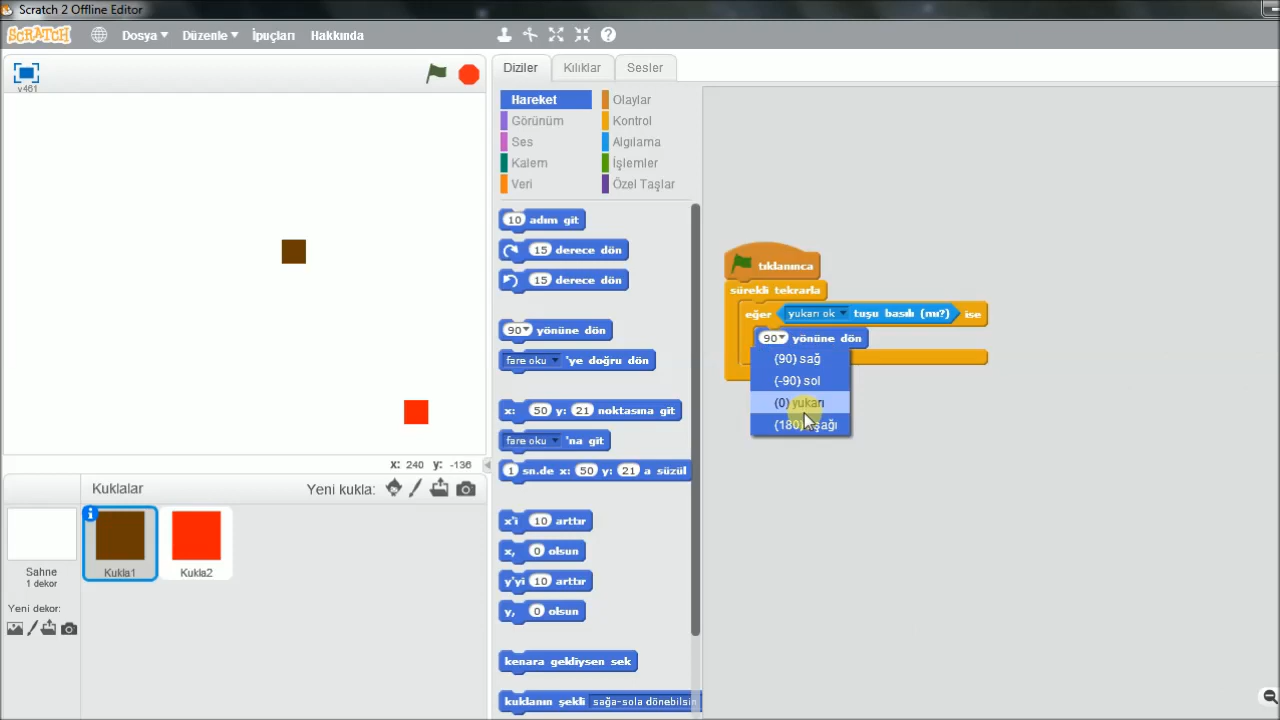 Scratch 2 Offline Editor
SCRATCH Dosya Düzenle İpuçları Hakkında
v461
Diziler Kılıklar Sesler
Hareket Olaylar
Görünüm Kontrol
Ses Algılama
Kalem İşlemler
Veri Özel Taşlar
10 adım git
15 derece dön
15 derece dön
90 yönüne dön
fare oku 'ye doğru dön
x: 50 y: 21 noktasına git
fare oku 'na git
1 sn.de x: 50 y: 21 a süzül
x'i 10 arttır
x, 0 olsun
y'yi 10 arttır
y, 0 olsun
kenara geldiysen sek
kuklanın şekli sağa-sola dönebilsin
tıklanınca
sürekli tekrarla
eğer yukarı ok tuşu basılı (mı?) ise
90 yönüne dön
(90) sağ
(-90) sol
(0) yukarı
(180) aşağı
x: 240 y: -136
Kuklalar Yeni kukla:
Sahne
1 dekor
Kukla1 Kukla2
Yeni dekor: